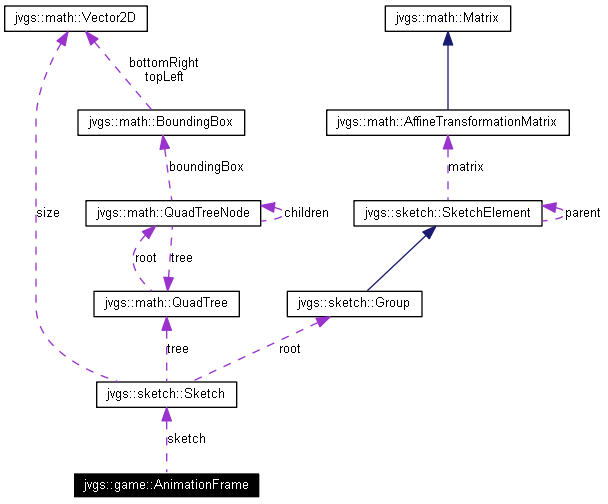 jvgs::math::Vector2D
jvgs::math::Matrix
bottomRight
topLeft
jvgs::math::BoundingBox
jvgs::math::AffineTransformationMatrix
boundingBox
matrix
size
jvgs::math::QuadTreeNode
children
jvgs::sketch::SketchElement
parent
root
tree
jvgs::math::QuadTree
jvgs::sketch::Group
tree
root
jvgs::sketch::Sketch
sketch
jvgs::game::AnimationFrame